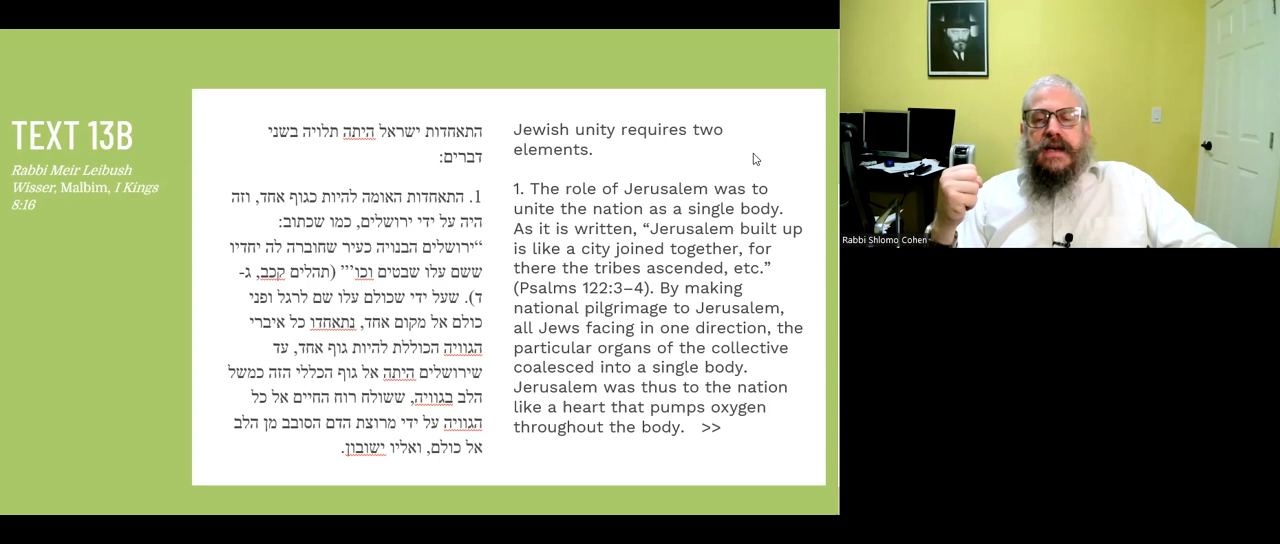 TEXT 13B
Rabbi Meir Leibush
Wisser, Malbim, I Kings
8:16
התאחדות ישראל היתה תלויה בשני
דברים:
1. התאחדות האומה להיות כגוף אחד, וזה
היה על ידי ירושלים, כמו שכתוב:
“ירושלים הבנויה כעיר שחוברה לה יחדיו
ששם עלו שבטים וכו'” (תהלים קכב, ג-
ד). שעל ידי שכולם עלו שם לרגל ופני
כולם אל מקום אחד, נתאחדו כל איברי
הגוויה הכוללת להיות גוף אחד, עד
שירושלים היתה אל גוף הכללי הזה כמשל
הלב בגוויה, ששולח רוח החיים אל כל
הגוויה על ידי מרוצת הדם הסובב מן הלב
אל כולם, ואליו ישובון.
Jewish unity requires two
elements.
1. The role of Jerusalem was to
unite the nation as a single body.
As it is written, “Jerusalem built up
is like a city joined together, for
there the tribes ascended, etc.”
(Psalms 122:3–4). By making
national pilgrimage to Jerusalem,
all Jews facing in one direction, the
particular organs of the collective
coalesced into a single body.
Jerusalem was thus to the nation
like a heart that pumps oxygen
throughout the body. >>
Rabbi Shlomo Cohen